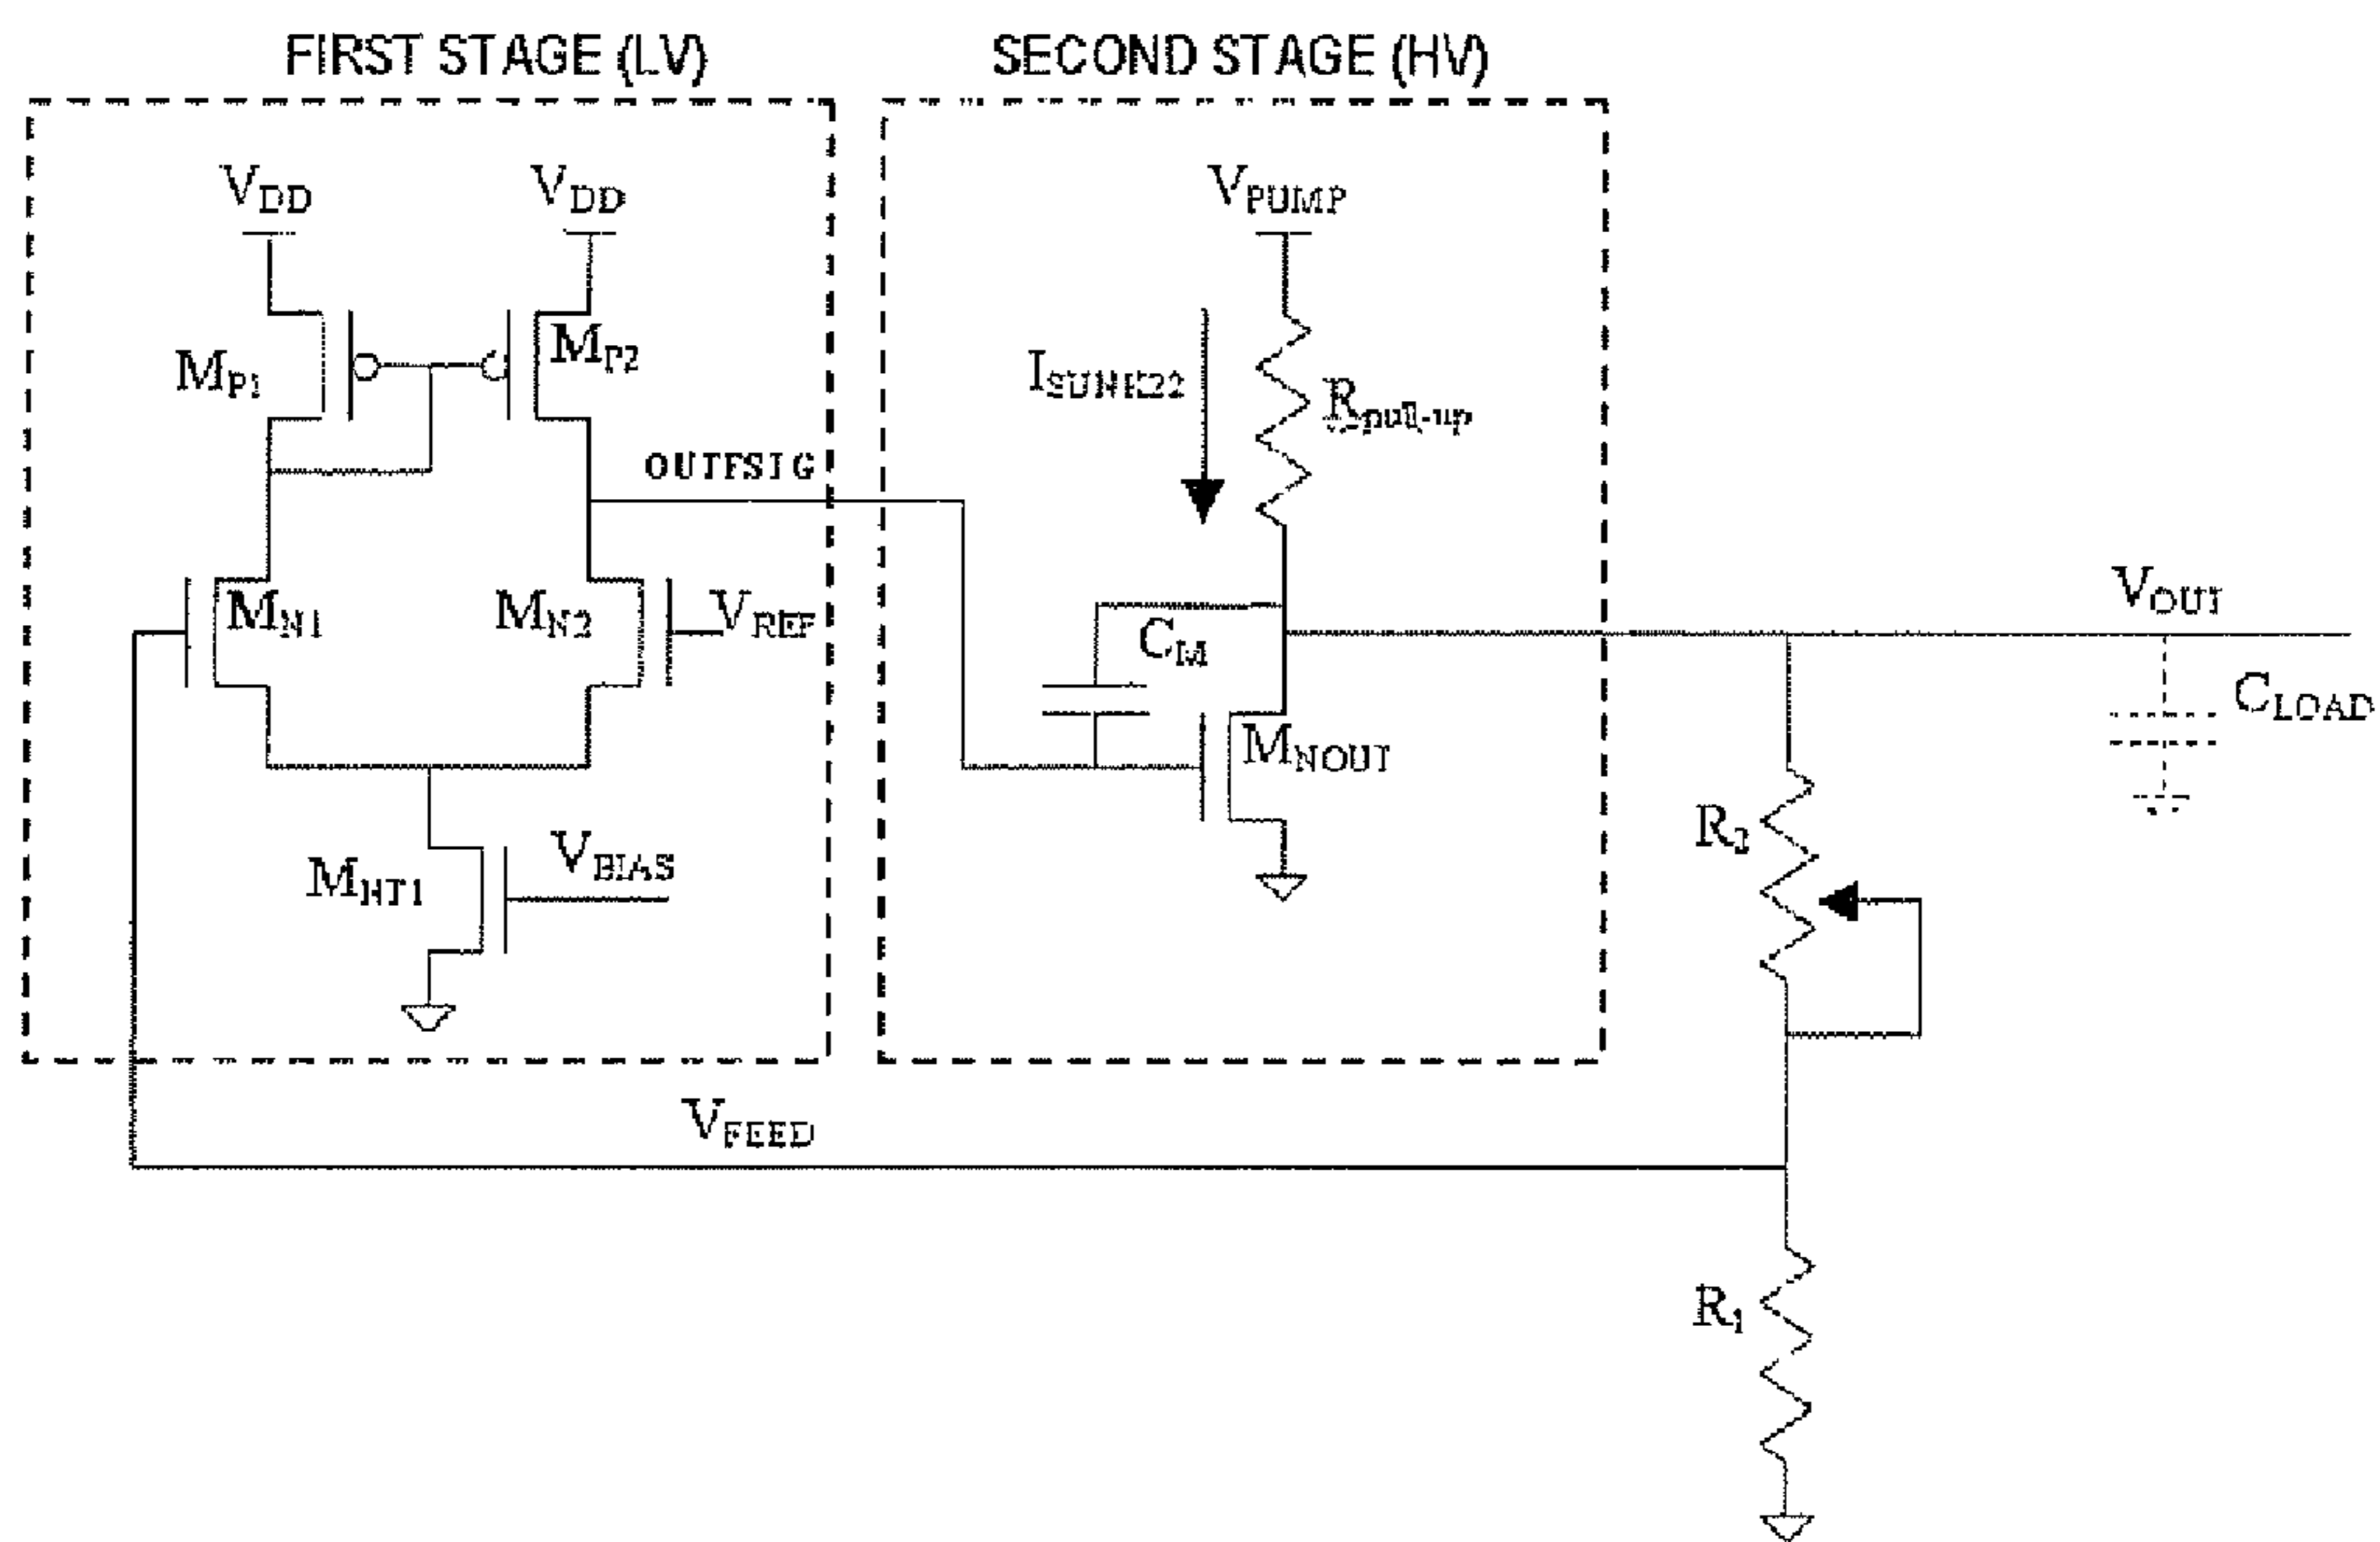 FIRST STAGE (LV)
SECOND STAGE (HV)
VDD
VDD
VPUMP
MP1
MP2
Rpull-up
OUTFSIG
MN1
MN2
VREF
CM
VOUT
CLOAD
MNOUT
R2
MNT1
VBIAS
VFEED
R1